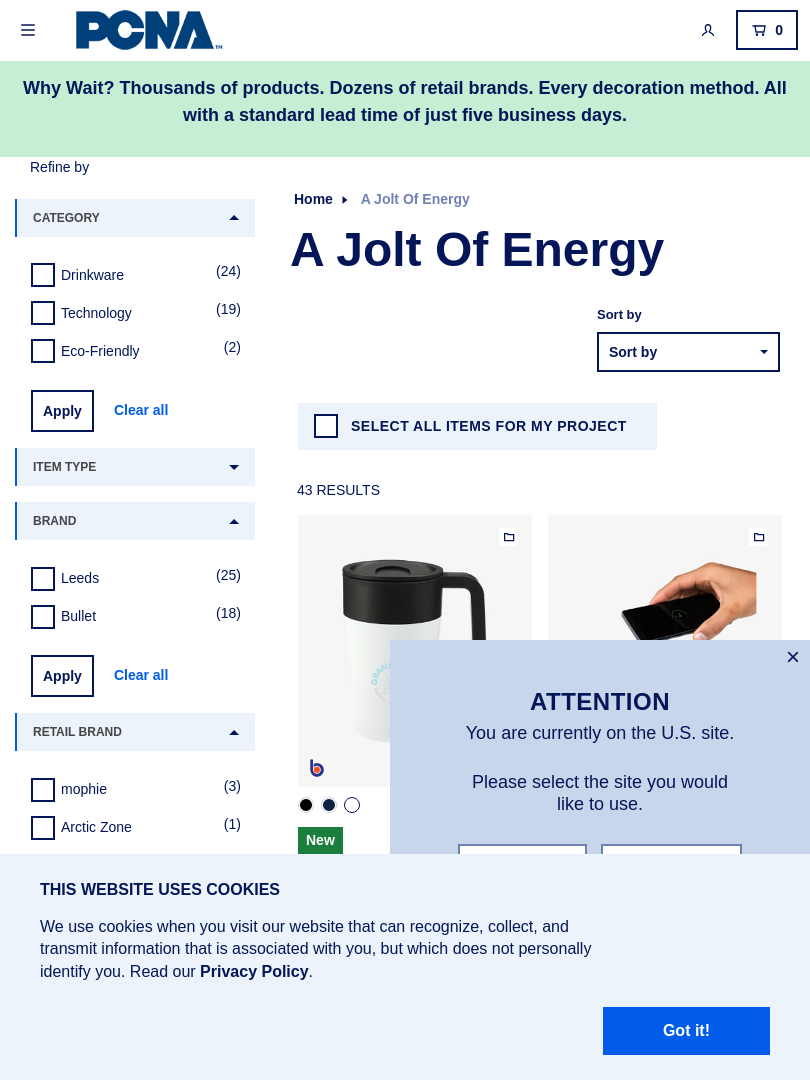 PCNA™
0
Why Wait? Thousands of products. Dozens of retail brands. Every decoration method. All
with a standard lead time of just five business days.
Refine by
CATEGORY
Drinkware (24)
Technology (19)
Eco-Friendly (2)
Apply Clear all
ITEM TYPE
BRAND
Leeds (25)
Bullet (18)
Apply Clear all
RETAIL BRAND
mophie (3)
Arctic Zone (1)
Home A Jolt Of Energy
A Jolt Of Energy
Sort by
Sort by
SELECT ALL ITEMS FOR MY PROJECT
43 RESULTS
b
New
ATTENTION
You are currently on the U.S. site.
Please select the site you would
like to use.
THIS WEBSITE USES COOKIES
We use cookies when you visit our website that can recognize, collect, and
transmit information that is associated with you, but which does not personally
identify you. Read our Privacy Policy.
Got it!